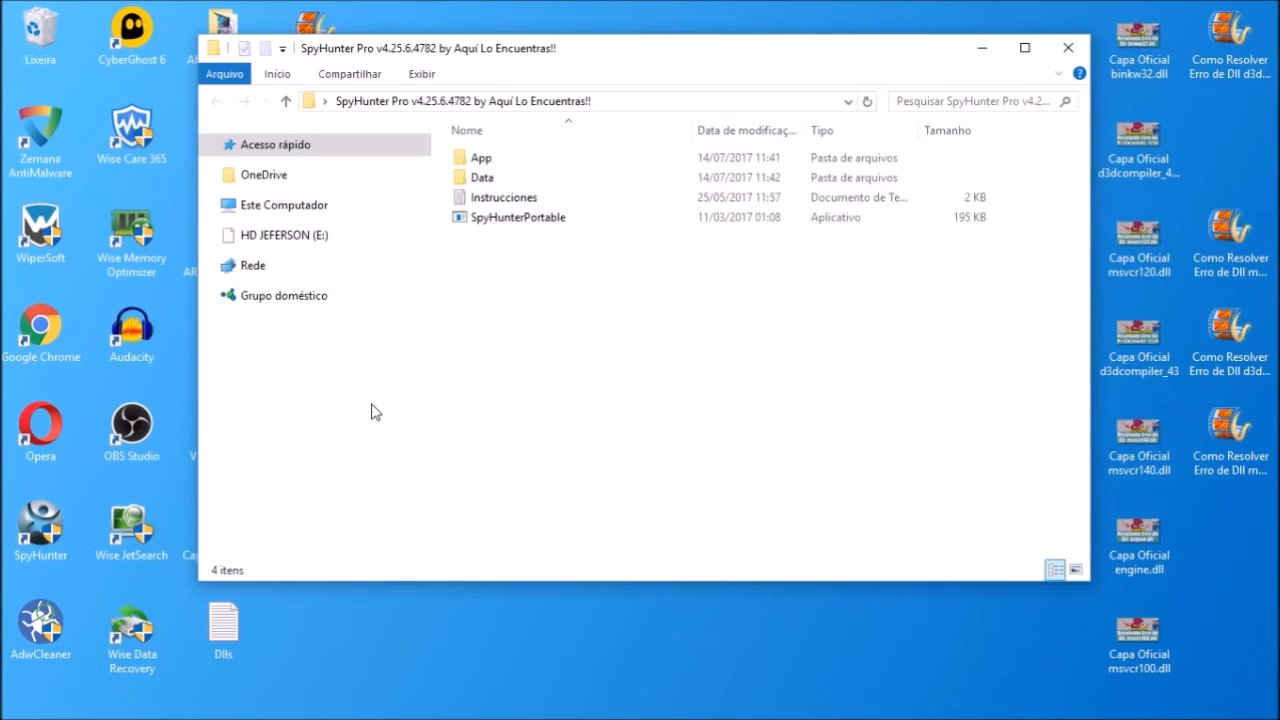 SpyHunter Pro v4.25.6.4782 by Aquí Lo Encuentras!!
Arquivo
Início
Compartilhar
Exibir
SpyHunter Pro v4.25.6.4782 by Aquí Lo Encuentras!!
Pesquisar SpyHunter Pro v4.2...
Acesso rápido
OneDrive
Este Computador
HD JEFERSON (E:)
Rede
Grupo doméstico
Nome
Data de modificaç...
Tipo
Tamanho
App
14/07/2017 11:41
Pasta de arquivos
Data
14/07/2017 11:42
Pasta de arquivos
Instrucciones
25/05/2017 11:57
Documento de Te...
2 KB
SpyHunterPortable
11/03/2017 01:08
Aplicativo
195 KB
4 itens
Lixeira
CyberGhost 6
Zemana
AntiMalware
Wise Care 365
WiperSoft
Wise Memory
Optimizer
Google Chrome
Audacity
Opera
OBS Studio
SpyHunter
Wise JetSearch
AdwCleaner
Wise Data
Recovery
Dlls
Capa Oficial
binkw32.dll
Como Resolver
Erro de Dll d3d...
Capa Oficial
d3dcompiler_4...
Capa Oficial
msvcr120.dll
Como Resolver
Erro de Dll m...
Capa Oficial
d3dcompiler_43
Como Resolver
Erro de Dll d3d...
Capa Oficial
msvcr140.dll
Como Resolver
Erro de Dll m...
Capa Oficial
engine.dll
Capa Oficial
msvcr100.dll